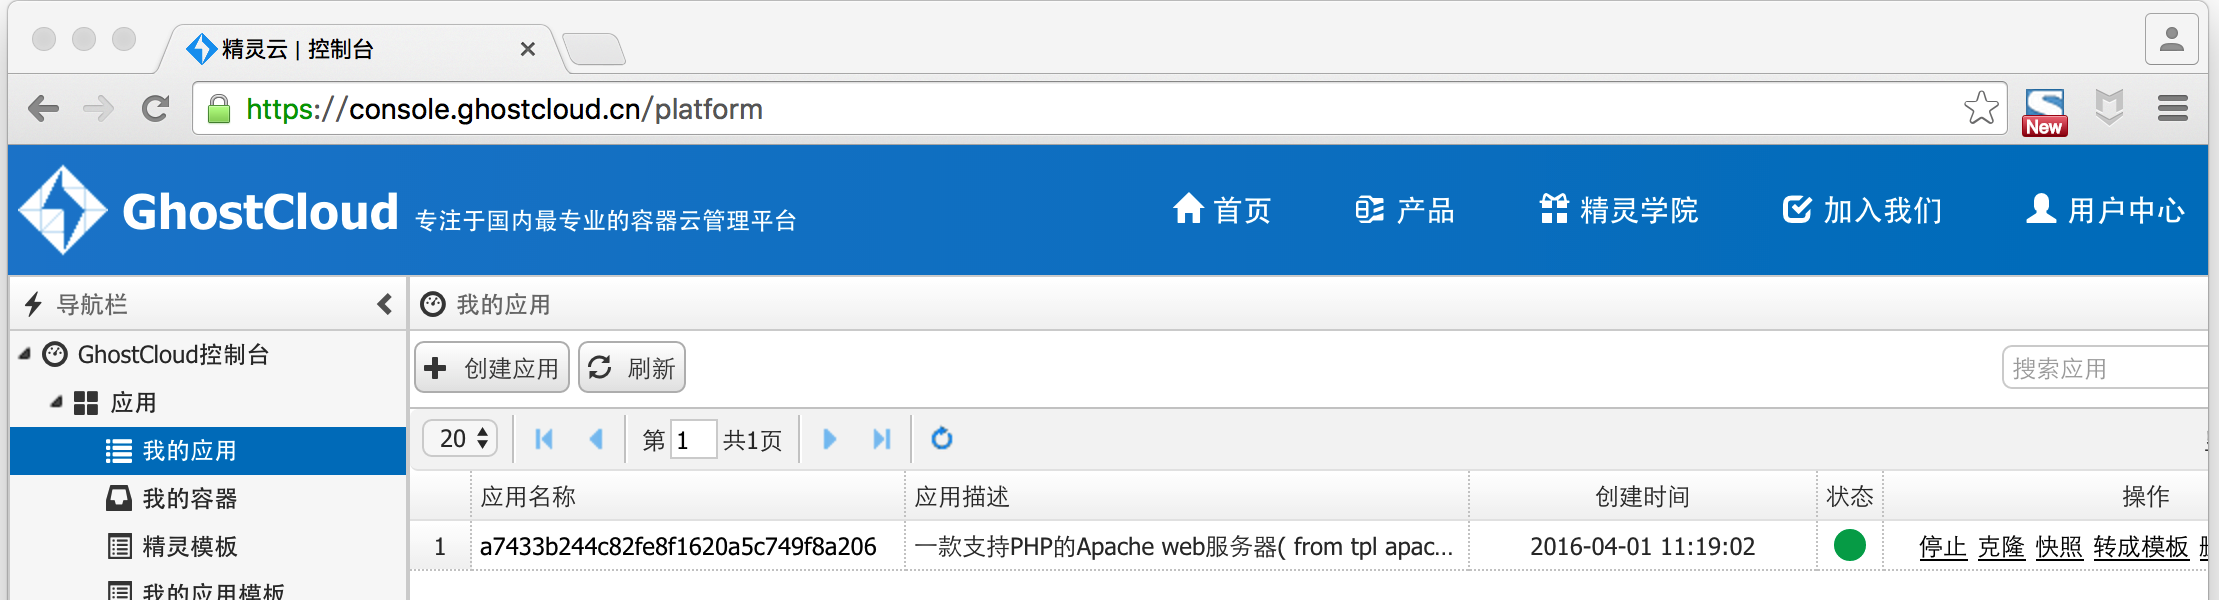 精灵云 | 控制台
https://console.ghostcloud.cn/platform
New
GhostCloud 专注于国内最专业的容器云管理平台
首页 产品 精灵学院 加入我们 用户中心
导航栏
我的应用
GhostCloud控制台
应用
我的应用
我的容器
精灵模板
我的应用模板
创建应用 刷新
搜索应用
20 第 1 共1页
应用名称 应用描述 创建时间 状态 操作
1 a7433b244c82fe8f1620a5c749f8a206 一款支持PHP的Apache web服务器( from tpl apac... 2016-04-01 11:19:02 停止 克隆 快照 转成模板